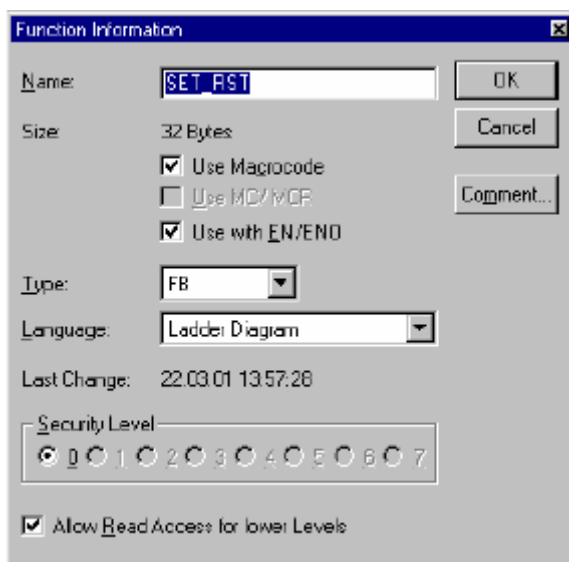 Function Information
Name: SET_RST OK
Size: 32 Bytes Cancel
Use Macrocode
Use MC/MCR Comment...
Use with EN/ENO
Type: FB
Language: Ladder Diagram
Last Change: 22.03.01 13:57:28
Security Level
0 1 2 3 4 5 6 7
Allow Read Access for lower Levels